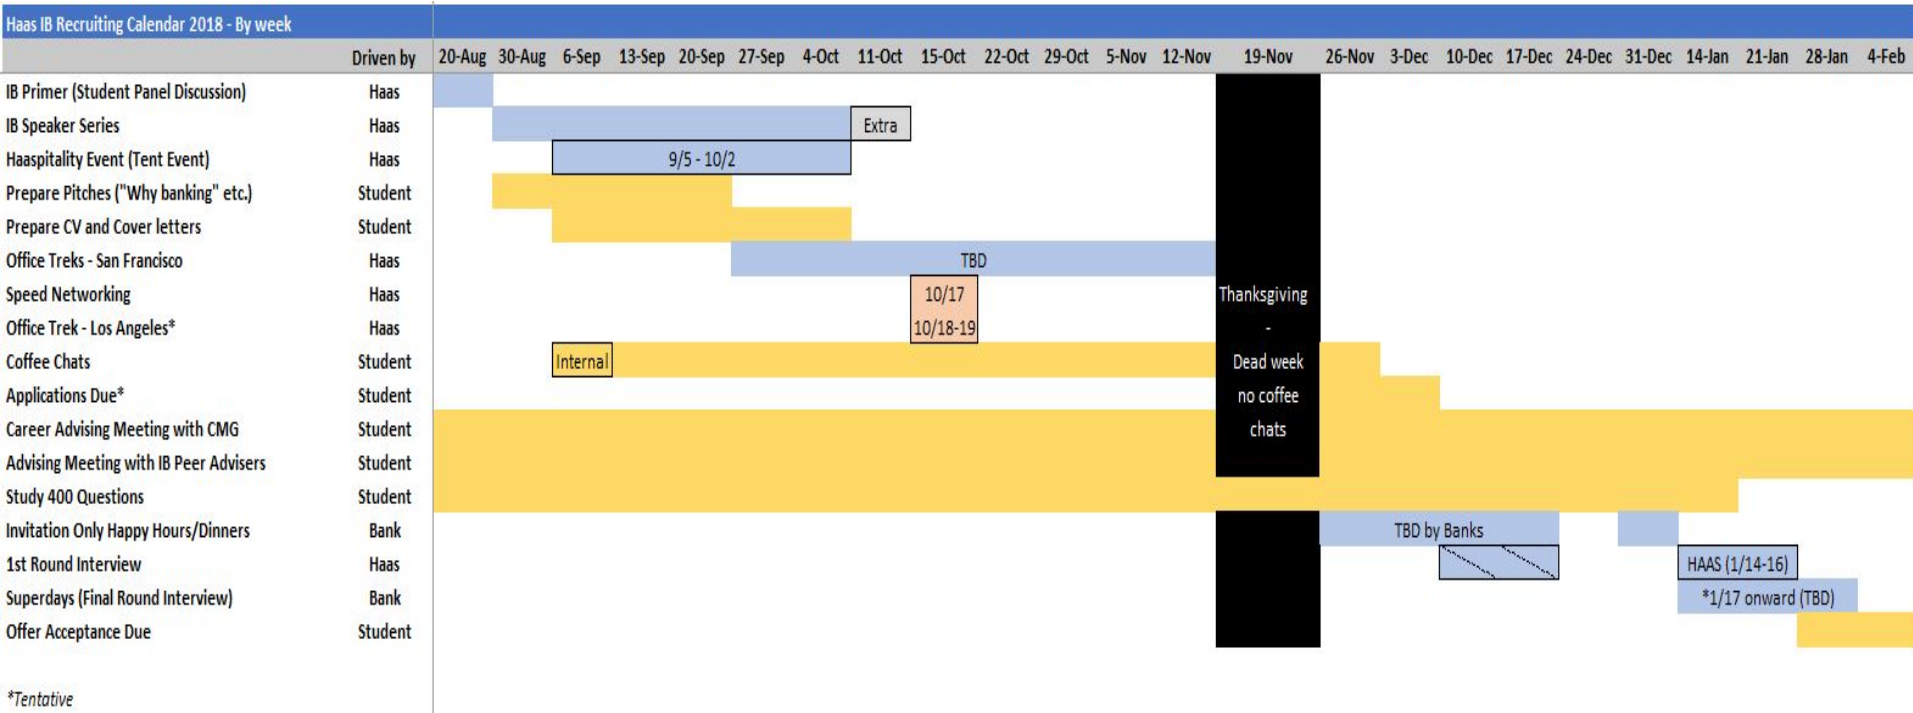 Haas IB Recruiting Calendar 2018 - By week
Driven by 20-Aug 30-Aug 6-Sep 13-Sep 20-Sep 27-Sep 4-Oct 11-Oct 15-Oct 22-Oct 29-Oct 5-Nov 12-Nov 19-Nov 26-Nov 3-Dec 10-Dec 17-Dec 24-Dec 31-Dec 14-Jan 21-Jan 28-Jan 4-Feb
IB Primer (Student Panel Discussion) Haas
IB Speaker Series Haas Extra
Haaspitality Event (Tent Event) Haas 9/5 - 10/2
Prepare Pitches ("Why banking" etc.) Student
Prepare CV and Cover letters Student
Office Treks - San Francisco Haas TBD
Speed Networking Haas 10/17 Thanksgiving
Office Trek - Los Angeles* Haas 10/18-19 -
Coffee Chats Student Internal Dead week
Applications Due* Student no coffee
Career Advising Meeting with CMG Student chats
Advising Meeting with IB Peer Advisers Student
Study 400 Questions Student
Invitation Only Happy Hours/Dinners Bank TBD by Banks
1st Round Interview Haas HAAS (1/14-16)
Superdays (Final Round Interview) Bank *1/17 onward (TBD)
Offer Acceptance Due Student
*Tentative